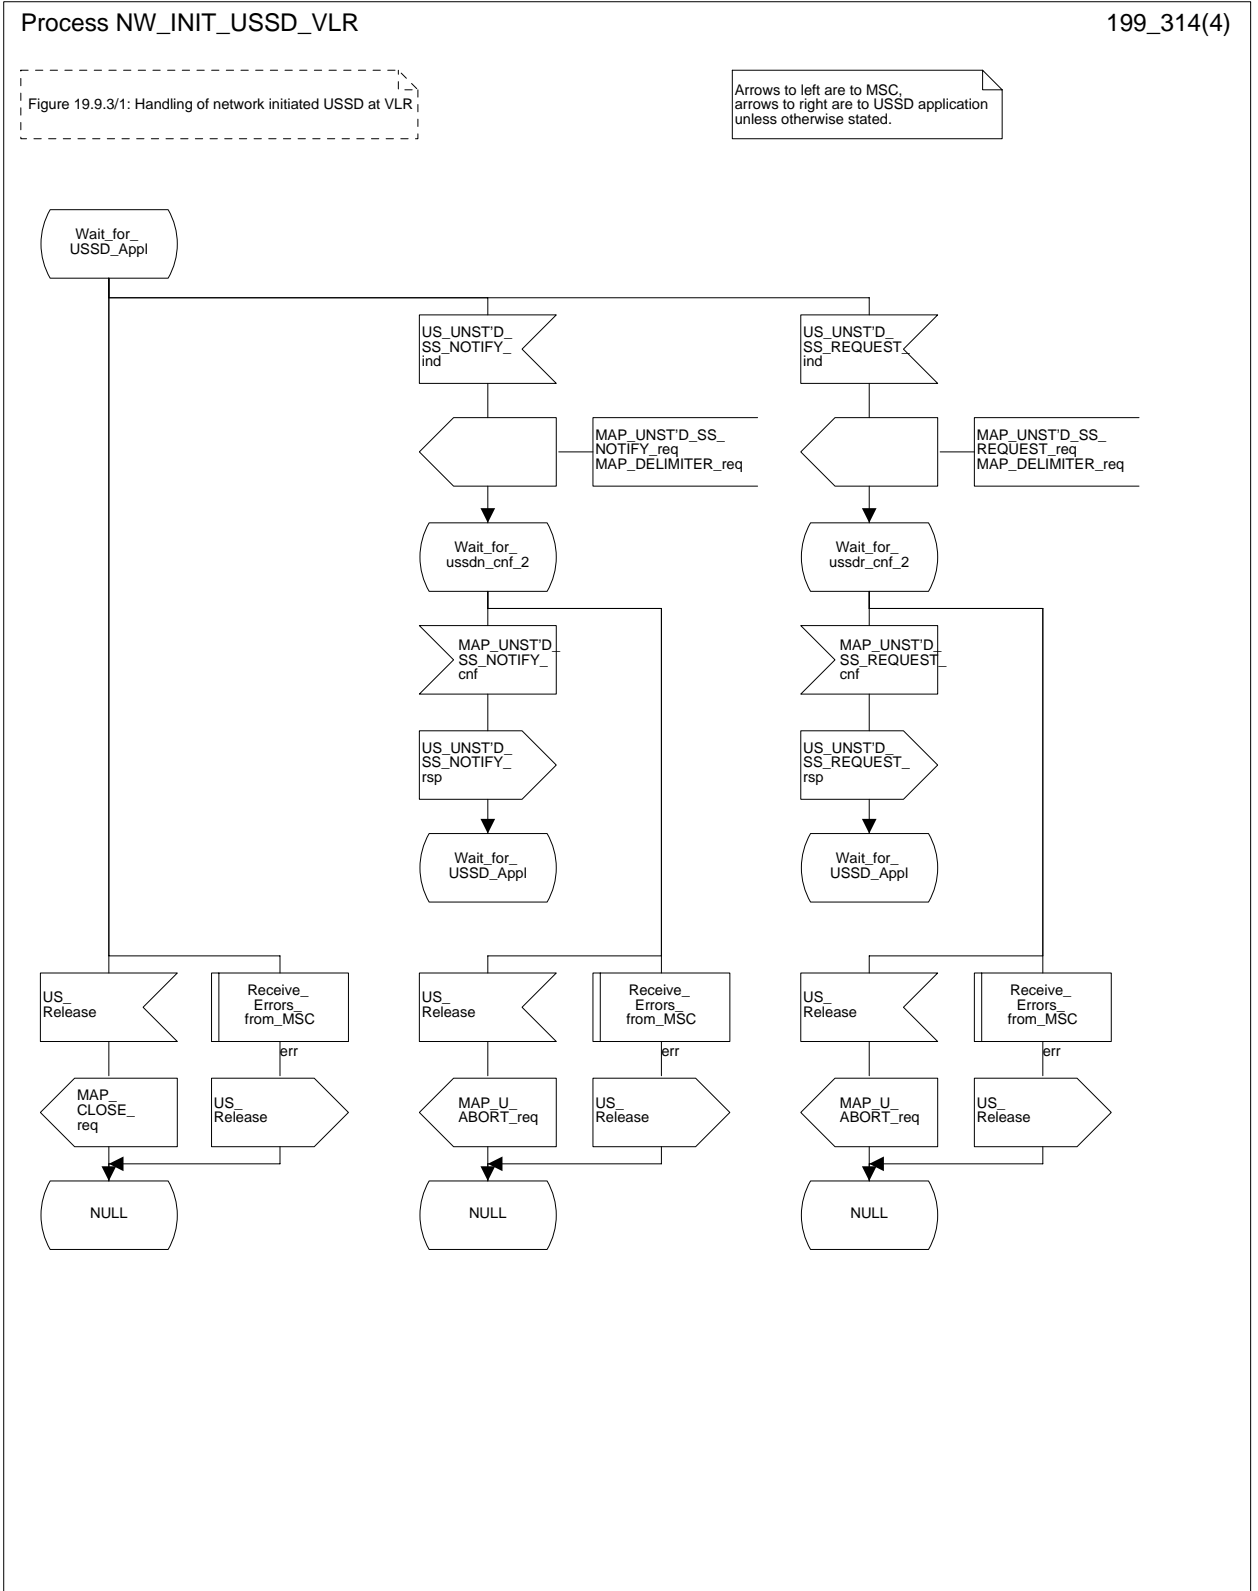 Process NW_INIT_USSD_VLR
199_314(4)
Figure 19.9.3/1: Handling of network initiated USSD at VLR
Arrows to left are to MSC,
arrows to right are to USSD application
unless otherwise stated.
Wait_for_
USSD_Appl
US_UNST'D_
SS_NOTIFY_
ind
US_UNST'D_
SS_REQUEST_
ind
MAP_UNST'D_SS_
NOTIFY_req
MAP_DELIMITER_req
MAP_UNST'D_SS_
REQUEST_req
MAP_DELIMITER_req
Wait_for_
ussdn_cnf_2
Wait_for_
ussdr_cnf_2
MAP_UNST'D_
SS_NOTIFY_
cnf
MAP_UNST'D_
SS_REQUEST_
cnf
US_UNST'D_
SS_NOTIFY_
rsp
US_UNST'D_
SS_REQUEST_
rsp
Wait_for_
USSD_Appl
Wait_for_
USSD_Appl
US_
Release
Receive_
Errors_
from_MSC
US_
Release
Receive_
Errors_
from_MSC
US_
Release
Receive_
Errors_
from_MSC
err
err
err
MAP_
CLOSE_
req
US_
Release
MAP_U_
ABORT_req
US_
Release
MAP_U_
ABORT_req
US_
Release
NULL
NULL
NULL